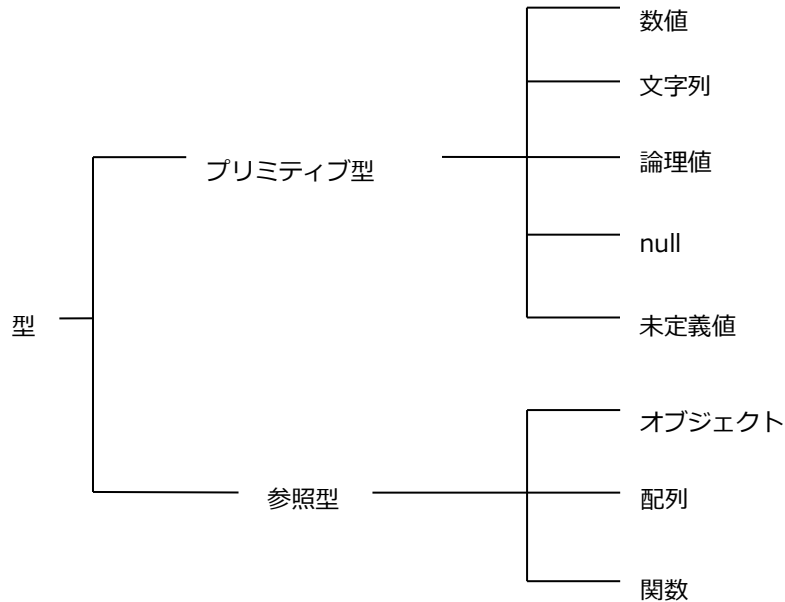 型
プリミティブ型
数値
文字列
論理値
null
未定義値
参照型
オブジェクト
配列
関数